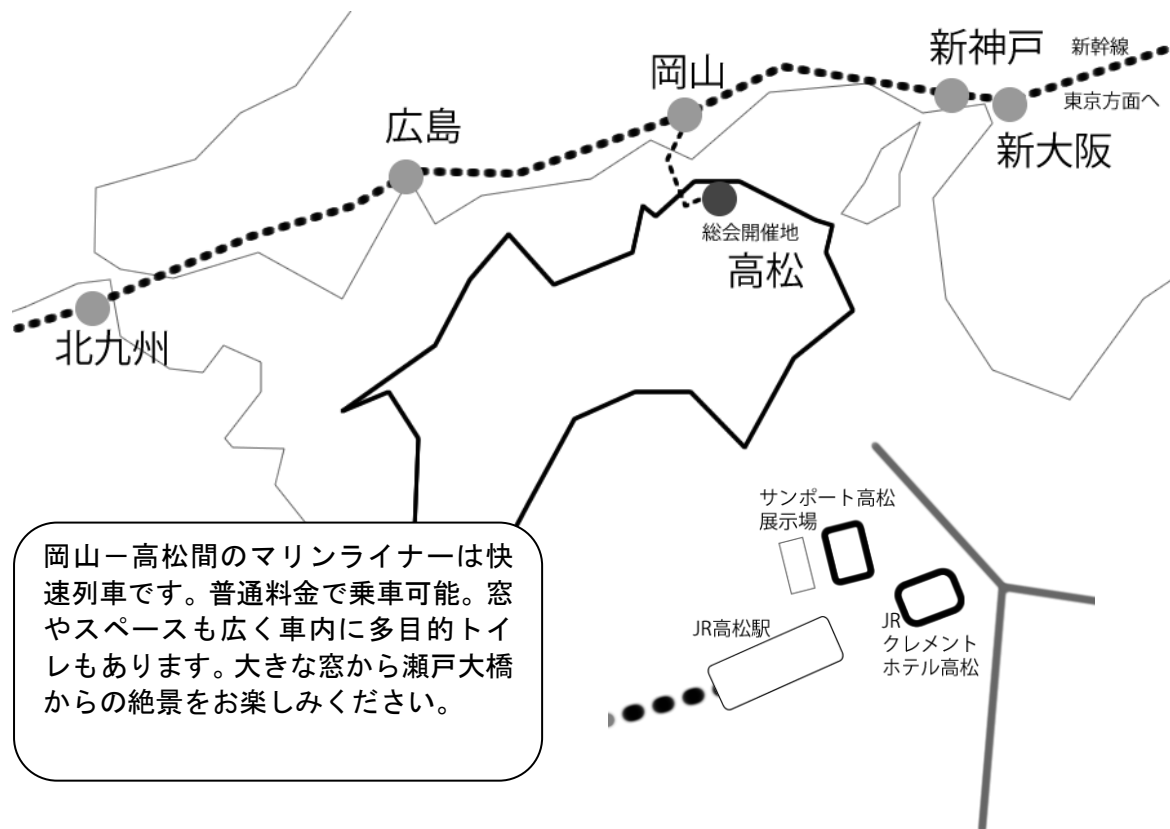 新神戸
新幹線
岡山
東京方面へ
広島
新大阪
総会開催地
高松
北九州
サンポート高松
展示場
JR高松駅
JR
クレメント
ホテル高松
岡山－高松間のマリンライナーは快
速列車です。普通料金で乗車可能。窓
やスペースも広く車内に多目的トイ
レもあります。大きな窓から瀬戸大橋
からの絶景をお楽しみください。